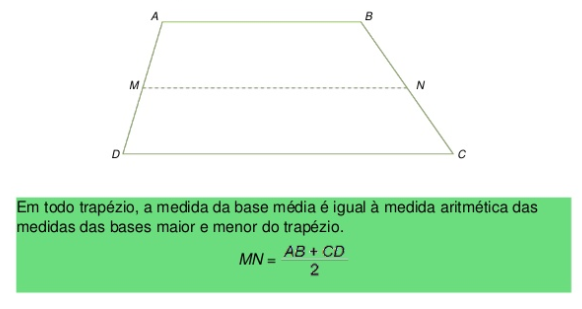 A B
M N
D C
Em todo trapézio, a medida da base média é igual à medida aritmética das
medidas das bases maior e menor do trapézio.
MN = \frac{AB + CD}{2}